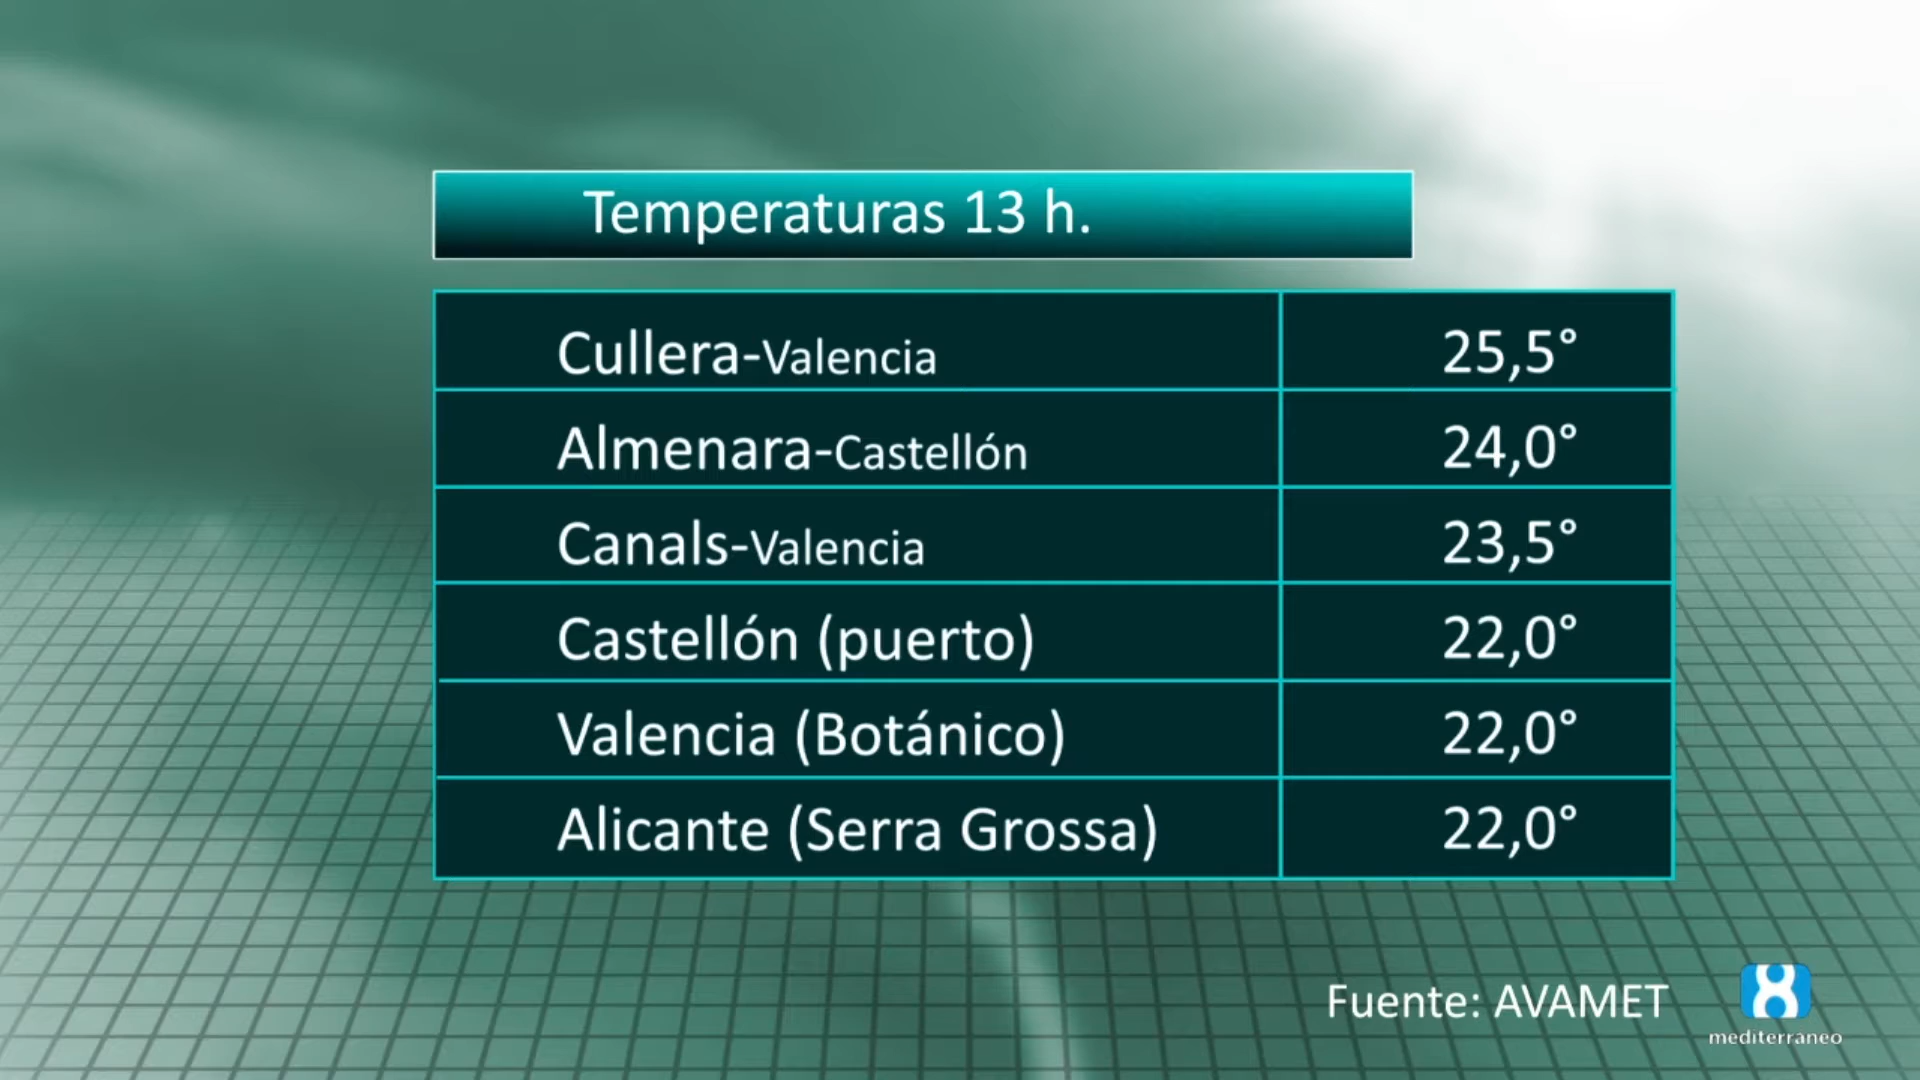 Temperaturas 13 h.
Cullera-Valencia 25,5°
Almenara-Castellón 24,0°
Canals-Valencia 23,5°
Castellón (puerto) 22,0°
Valencia (Botánico) 22,0°
Alicante (Serra Grossa) 22,0°
Fuente: AVAMET
8
mediterraneo